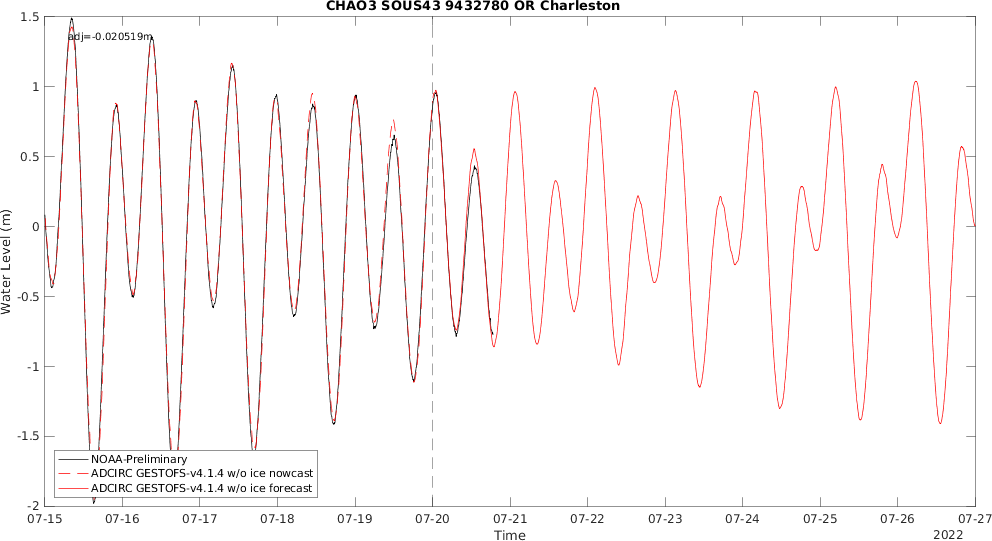 CHAO3 SOUS43 9432780 OR Charleston
adj=-0.020519m
Water Level (m)
1.5
1
0.5
0
-0.5
-1
-1.5
-2
NOAA-Preliminary
ADCIRC GESTOFS-v4.1.4 w/o ice nowcast
ADCIRC GESTOFS-v4.1.4 w/o ice forecast
07-15 07-16 07-17 07-18 07-19 07-20 07-21 07-22 07-23 07-24 07-25 07-26 07-27
Time
2022